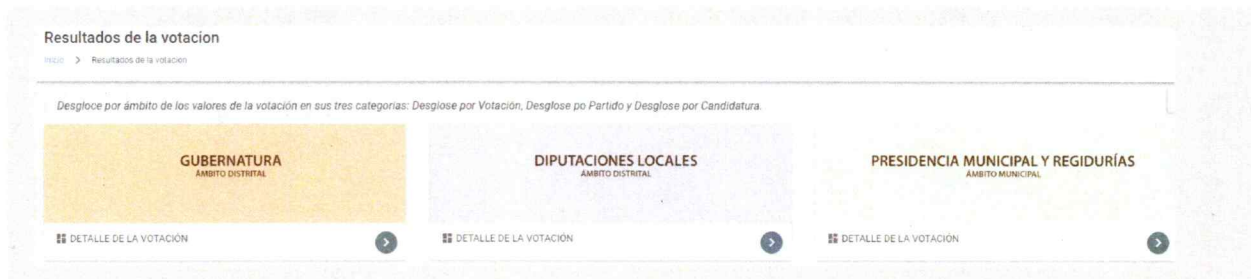 Resultados de la votacion
Inicio > Resultados de la votacion
Desgloce por ámbito de los valores de la votación en sus tres categorias: Desglose por Votación, Desglose po Partido y Desglose por Candidatura.
GUBERNATURA
ÁMBITO DISTRITAL
DETALLE DE LA VOTACIÓN
DIPUTACIONES LOCALES
ÁMBITO DISTRITAL
DETALLE DE LA VOTACIÓN
PRESIDENCIA MUNICIPAL Y REGIDURÍAS
ÁMBITO MUNICIPAL
DETALLE DE LA VOTACIÓN